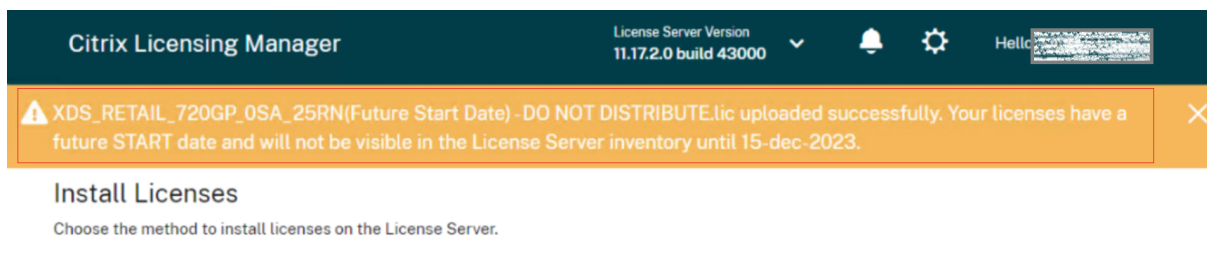 Citrix Licensing Manager
License Server Version
11.17.2.0 build 43000
Hello
XDS_RETAIL_720GP_0SA_25RN(Future Start Date) -DO NOT DISTRIBUTE.lic uploaded successfully. Your licenses have a
future START date and will not be visible in the License Server inventory until 15-dec-2023.
Install Licenses
Choose the method to install licenses on the License Server.